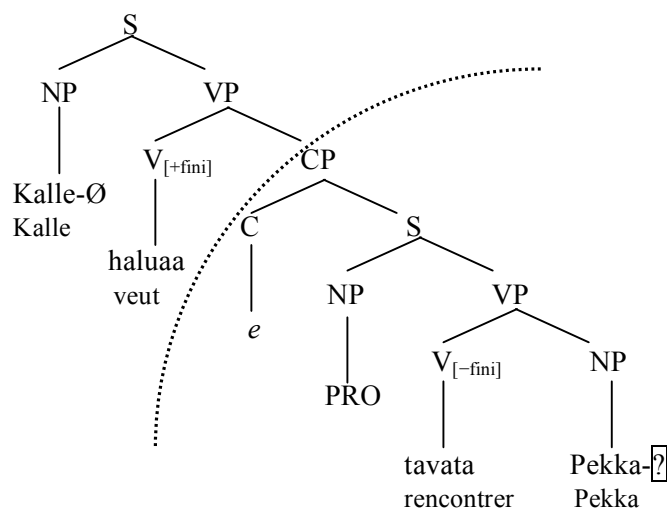 S
NP VP
V[+fini] CP
Kalle-Ø
Kalle
C S
haluaa
veut
NP VP
e
V[−fini] NP
PRO
tavata Pekka-?
rencontrer Pekka